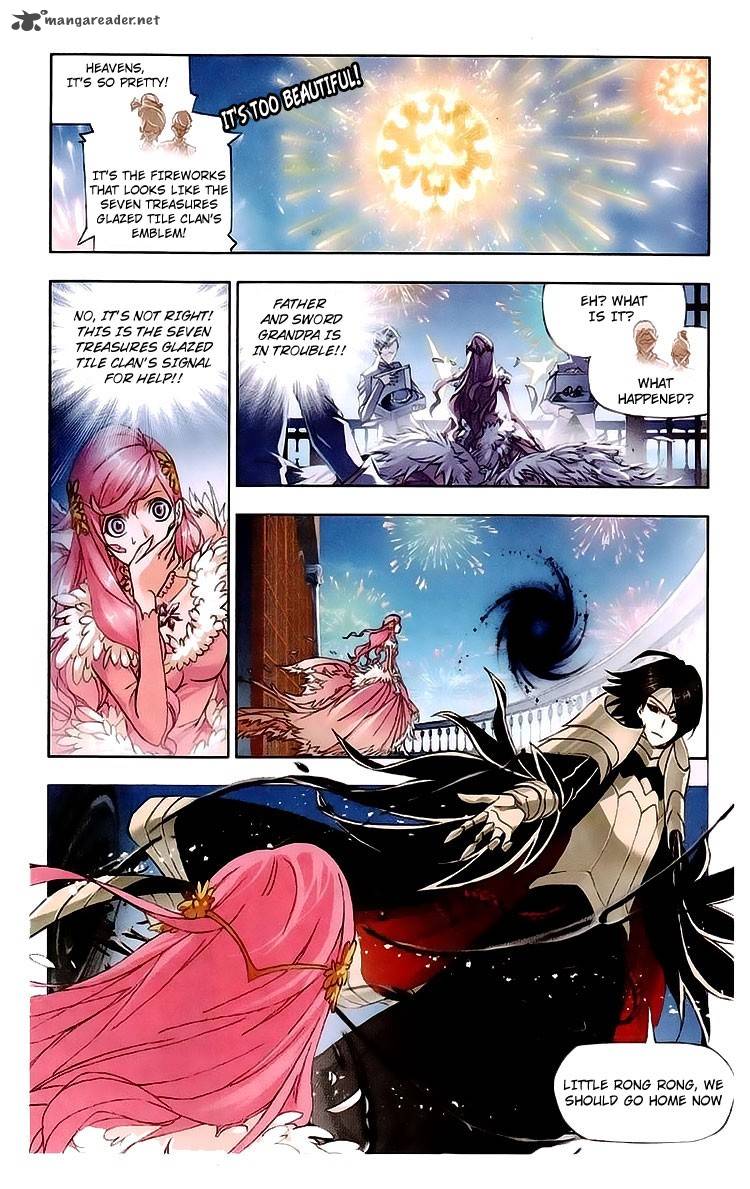 mangareader.net
HEAVENS,
IT'S SO PRETTY!
IT'S TOO BEAUTIFUL!
IT'S THE FIREWORKS
THAT LOOKS LIKE THE
SEVEN TREASURES
GLAZED TILE CLAN'S
EMBLEM!
NO, IT'S NOT RIGHT!
THIS IS THE SEVEN
TREASURES GLAZED
TILE CLAN'S SIGNAL
FOR HELP!!
FATHER
AND SWORD
GRANDPA IS
IN TROUBLE!!
EH? WHAT
IS IT?
WHAT
HAPPENED?
LITTLE RONG RONG, WE
SHOULD GO HOME NOW